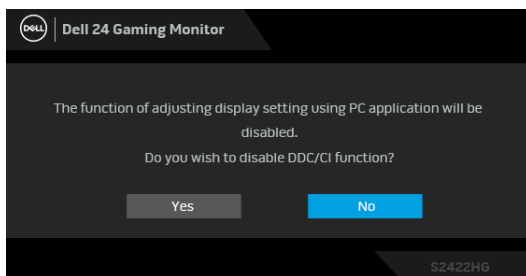 DELL
Dell 24 Gaming Monitor
The function of adjusting display setting using PC application will be
disabled.
Do you wish to disable DDC/CI function?
Yes
No
S2422HG